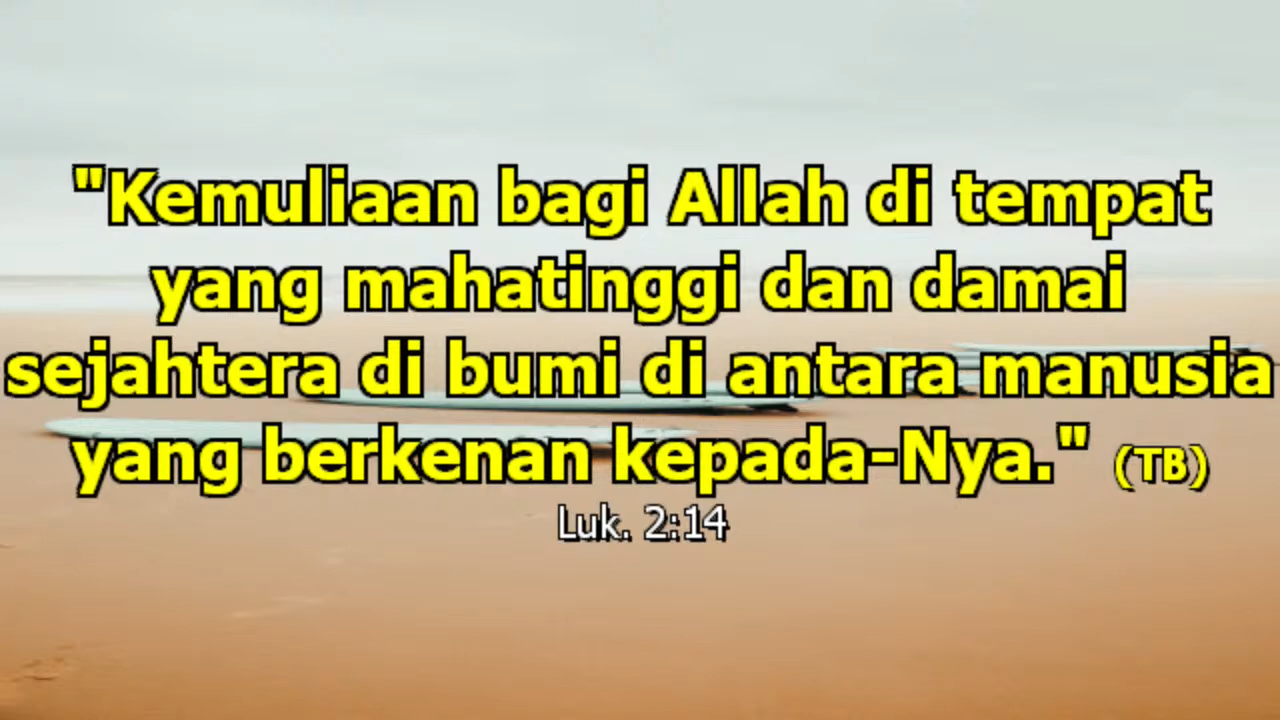 "Kemuliaan bagi Allah di tempat
yang mahatinggi dan damai
sejahtera di bumi di antara manusia
yang berkenan kepada-Nya." (TB)
Luk. 2:14